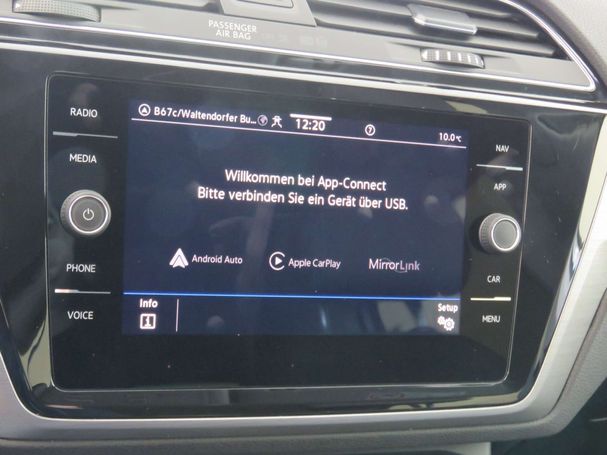 PASSENGER
AIR BAG
RADIO
MEDIA
PHONE
VOICE
B67c/Waltendorfer Bu...
12:20
10.0 °C
Willkommen bei App-Connect
Bitte verbinden Sie ein Gerät über USB.
Android Auto
Apple CarPlay
MirrorLink
Info
Setup
NAV
APP
CAR
MENU